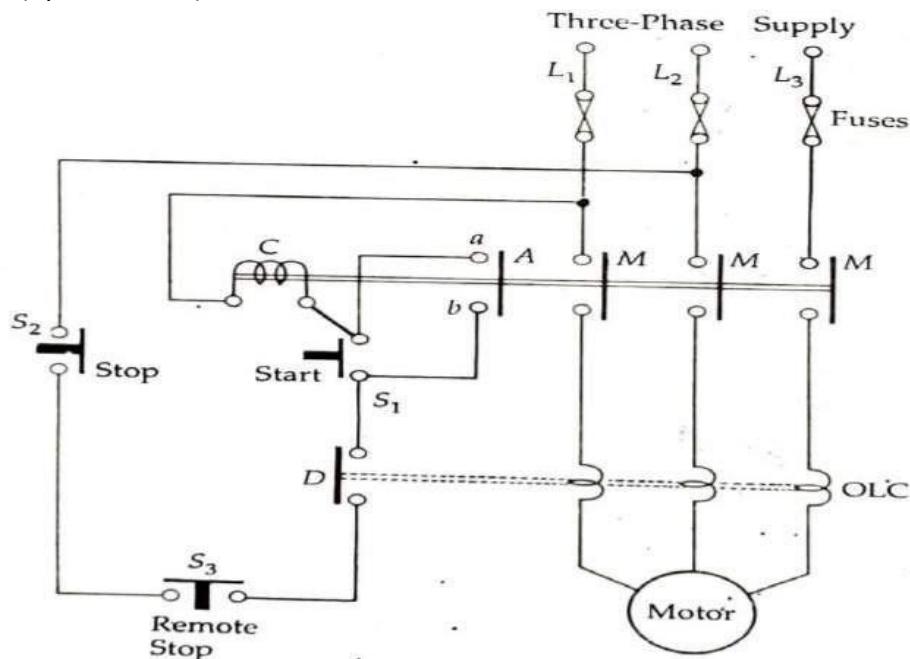 Three-Phase Supply
L1 L2 L3
Fuses
C a A M M M
b
S2
Stop
Start
S1
D
OLC
S3
Remote
Stop
Motor